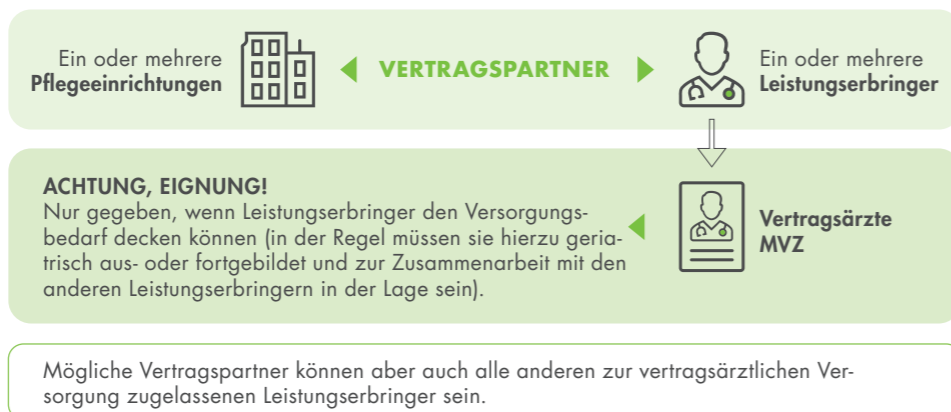 Ein oder mehrere
Pflegeeinrichtungen
VERTRAGSPARTNER
Ein oder mehrere
Leistungserbringer
ACHTUNG, EIGNUNG!
Nur gegeben, wenn Leistungserbringer den Versorgungs-
bedarf decken können (in der Regel müssen sie hierzu geria-
trisch aus- oder fortgebildet und zur Zusammenarbeit mit den
anderen Leistungserbringern in der Lage sein).
Vertragsärzte
MVZ
Mögliche Vertragspartner können aber auch alle anderen zur vertragsärztlichen Ver-
sorgung zugelassenen Leistungserbringer sein.